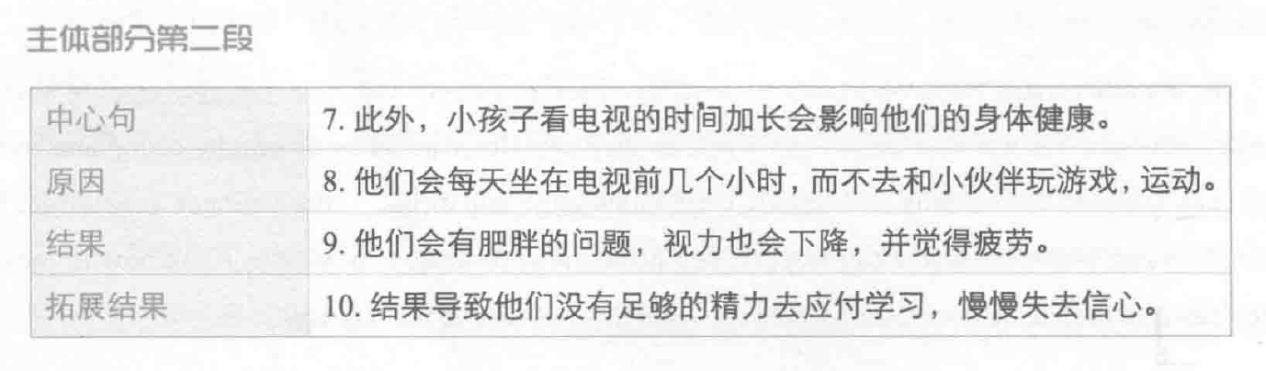 主体部分第二段
中心句 7. 此外，小孩子看电视的时间加长会影响他们的身体健康。
原因 8. 他们会每天坐在电视前几个小时，而不去和小伙伴玩游戏，运动。
结果 9. 他们会有肥胖的问题，视力也会下降，并觉得疲劳。
拓展结果 10. 结果导致他们没有足够的精力去应付学习，慢慢失去信心。